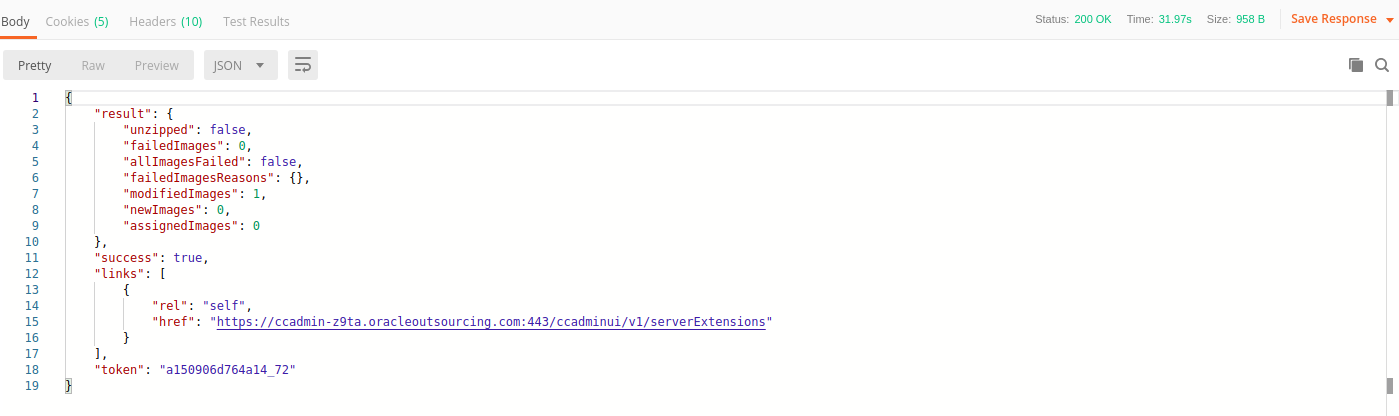 Body Cookies (5) Headers (10) Test Results Status: 200 OK Time: 31.97s Size: 958 B Save Response
Pretty Raw Preview JSON
1 {
2 "result": {
3 "unzipped": false,
4 "failedImages": 0,
5 "allImagesFailed": false,
6 "failedImagesReasons": {},
7 "modifiedImages": 1,
8 "newImages": 0,
9 "assignedImages": 0
10 },
11 "success": true,
12 "links": [
13 {
14 "rel": "self",
15 "href": "https://ccadmin-z9ta.oracleoutsourcing.com:443/ccadminui/v1/serverExtensions"
16 }
17 ],
18 "token": "a150906d764a14_72"
19 }